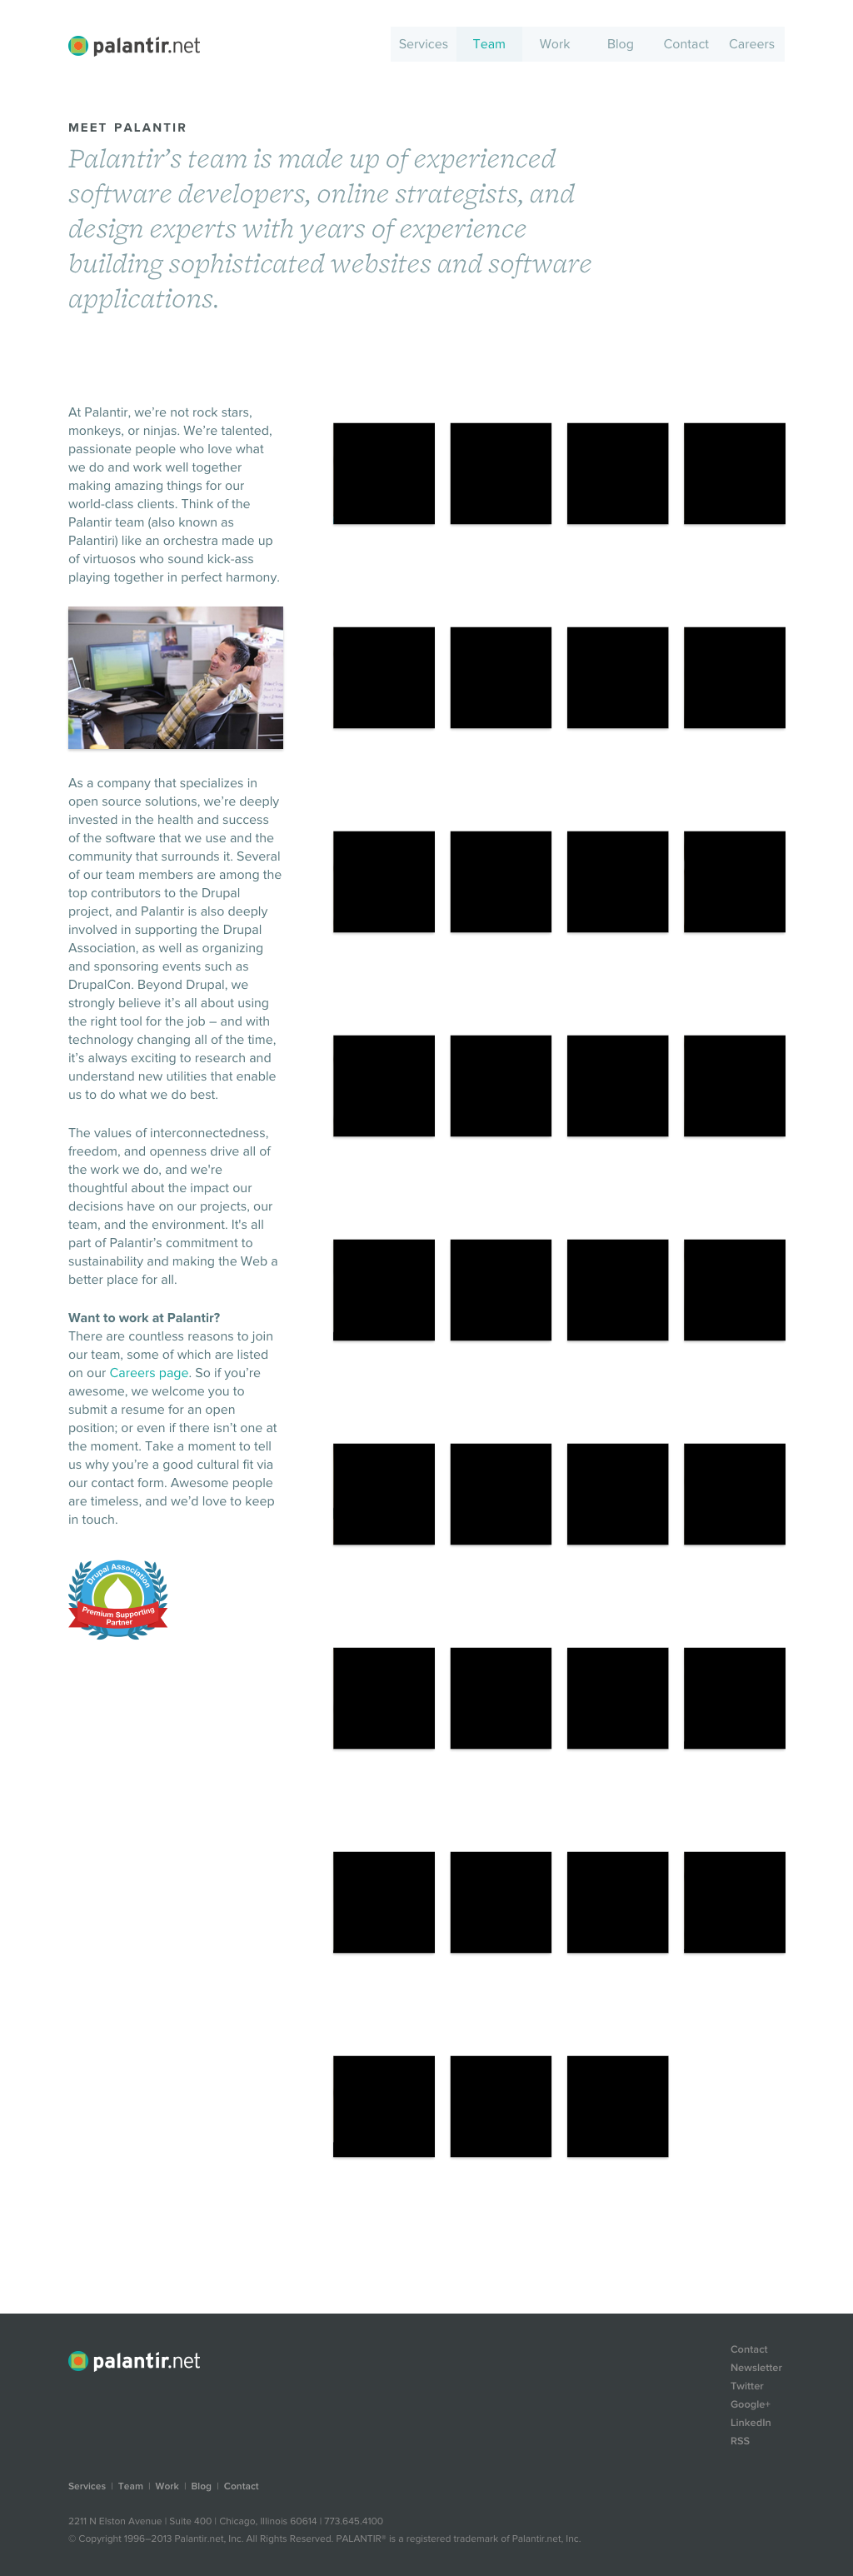 palantir.net
Services Team Work Blog Contact Careers
MEET PALANTIR
Palantir’s team is made up of experienced
software developers, online strategists, and
design experts with years of experience
building sophisticated websites and software
applications.
At Palantir, we’re not rock stars,
monkeys, or ninjas. We’re talented,
passionate people who love what
we do and work well together
making amazing things for our
world-class clients. Think of the
Palantir team (also known as
Palantiri) like an orchestra made up
of virtuosos who sound kick-ass
playing together in perfect harmony.
As a company that specializes in
open source solutions, we’re deeply
invested in the health and success
of the software that we use and the
community that surrounds it. Several
of our team members are among the
top contributors to the Drupal
project, and Palantir is also deeply
involved in supporting the Drupal
Association, as well as organizing
and sponsoring events such as
DrupalCon. Beyond Drupal, we
strongly believe it’s all about using
the right tool for the job – and with
technology changing all of the time,
it’s always exciting to research and
understand new utilities that enable
us to do what we do best.
The values of interconnectedness,
freedom, and openness drive all of
the work we do, and we're
thoughtful about the impact our
decisions have on our projects, our
team, and the environment. It's all
part of Palantir's commitment to
sustainability and making the Web a
better place for all.
Want to work at Palantir?
There are countless reasons to join
our team, some of which are listed
on our Careers page. So if you’re
awesome, we welcome you to
submit a resume for an open
position; or even if there isn’t one at
the moment. Take a moment to tell
us why you’re a good cultural fit via
our contact form. Awesome people
are timeless, and we’d love to keep
in touch.
Drupal Association
Premium Supporting
Partner
palantir.net
Contact
Newsletter
Twitter
Google+
LinkedIn
RSS
Services | Team | Work | Blog | Contact
2211 N Elston Avenue | Suite 400 | Chicago, Illinois 60614 | 773.645.4100
© Copyright 1996–2013 Palantir.net, Inc. All Rights Reserved. PALANTIR® is a registered trademark of Palantir.net, Inc.